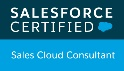 SALESFORCE
CERTIFIED
Sales Cloud Consultant